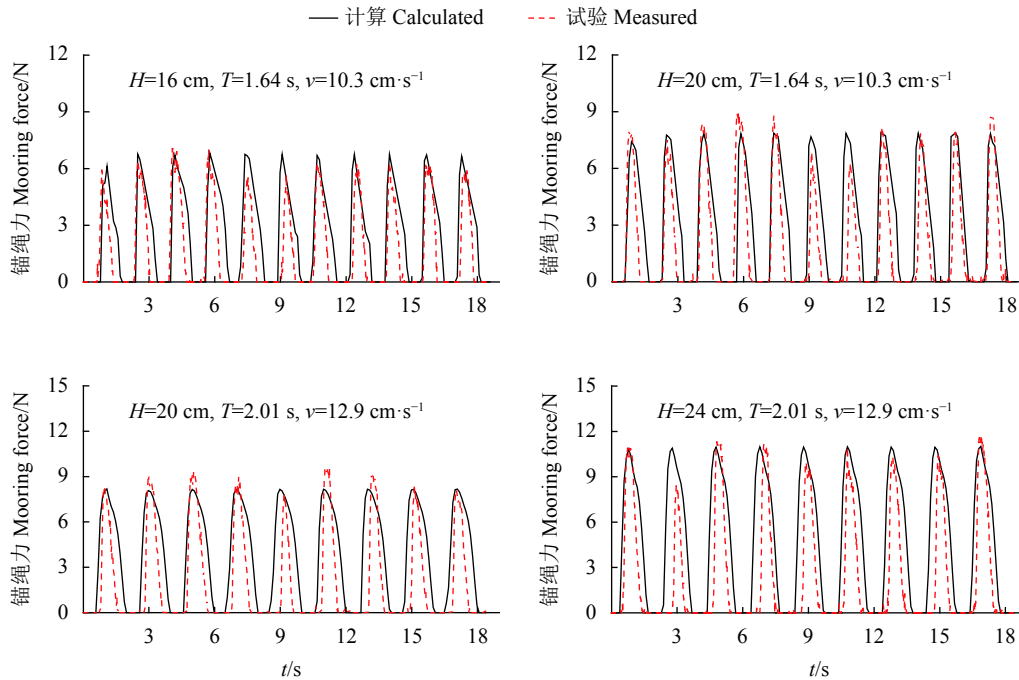 计算 Calculated 试验 Measured
锚绳力 Mooring force/N
12
9
6
3
0
H=16 cm, T=1.64 s, v=10.3 cm·s⁻¹
3 6 9 12 15 18
锚绳力 Mooring force/N
12
9
6
3
0
H=20 cm, T=1.64 s, v=10.3 cm·s⁻¹
3 6 9 12 15 18
锚绳力 Mooring force/N
15
12
9
6
3
0
H=20 cm, T=2.01 s, v=12.9 cm·s⁻¹
3 6 9 12 15 18
t/s
锚绳力 Mooring force/N
15
12
9
6
3
0
H=24 cm, T=2.01 s, v=12.9 cm·s⁻¹
3 6 9 12 15 18
t/s